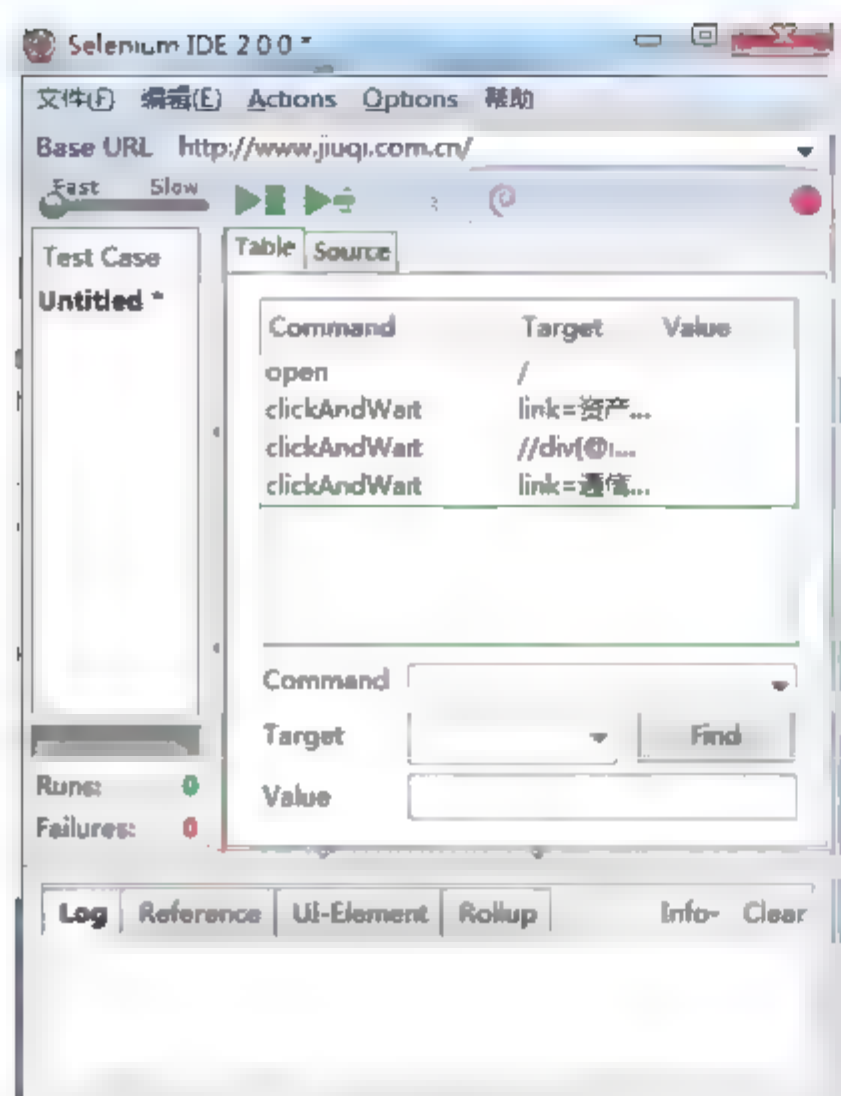 Selenium IDE 2.0.0 *
文件(F) 编辑(E) Actions Options 帮助
Base URL http://www.jiuqi.com.cn/
Fast Slow
Test Case
Untitled *
Table Source
Command Target Value
open /
clickAndWait link=资产...
clickAndWait //div[@i...
clickAndWait link=通信...
Command
Target Find
Value
Runs: 0
Failures: 0
Log Reference UI-Element Rollup Info- Clear